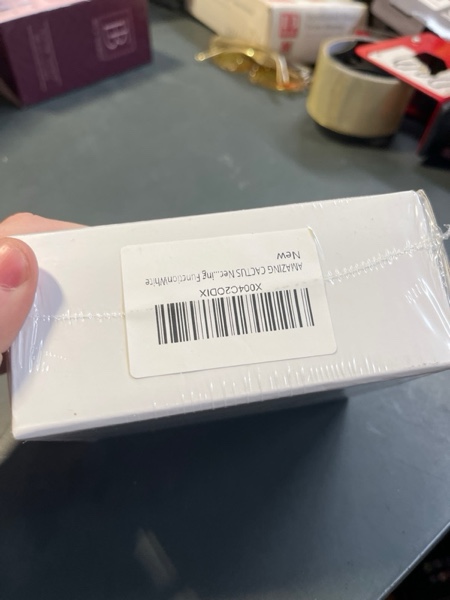 X004C2ODIX
AMAZING CACTUS Nec...ing FunctionWhite
New